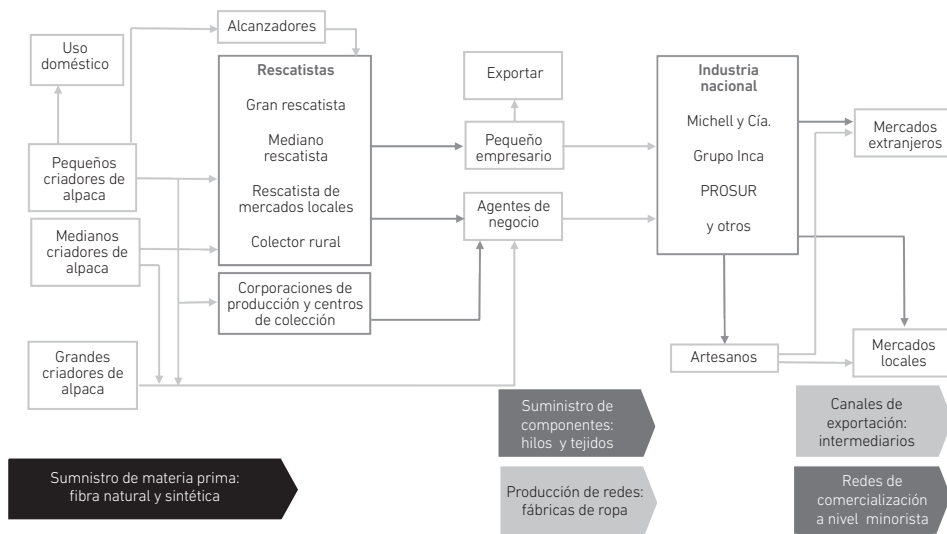 Alcanzadores
Uso
doméstico
Rescatistas
Gran rescatista
Mediano
rescatista
Rescatista de
mercados locales
Colector rural
Exportar
Pequeño
empresario
Industria
nacional
Michell y Cía.
Grupo Inca
PROSUR
y otros
Mercados
extranjeros
Pequeños
criadores de
alpaca
Agentes de
negocio
Medianos
criadores de
alpaca
Corporaciones de
producción y centros
de colección
Grandes
criadores de
alpaca
Artesanos
Mercados
locales
Suministro de
componentes:
hilos y tejidos
Canales de
exportación:
intermediarios
Sumnistro de materia prima:
fibra natural y sintética
Producción de redes:
fábricas de ropa
Redes de
comercialización
a nivel minorista